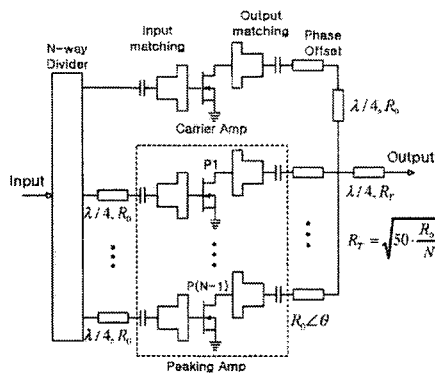 N-way
Divider
Input
matching
Output
matching
Phase
Offset
λ/4, R₀
Carrier Amp
Input
λ/4, R₀
P1
Output
λ/4, R_T
R_T = √(50 · R₀/N)
P(N-1)
λ/4, R₀
R₀∠θ
Peaking Amp